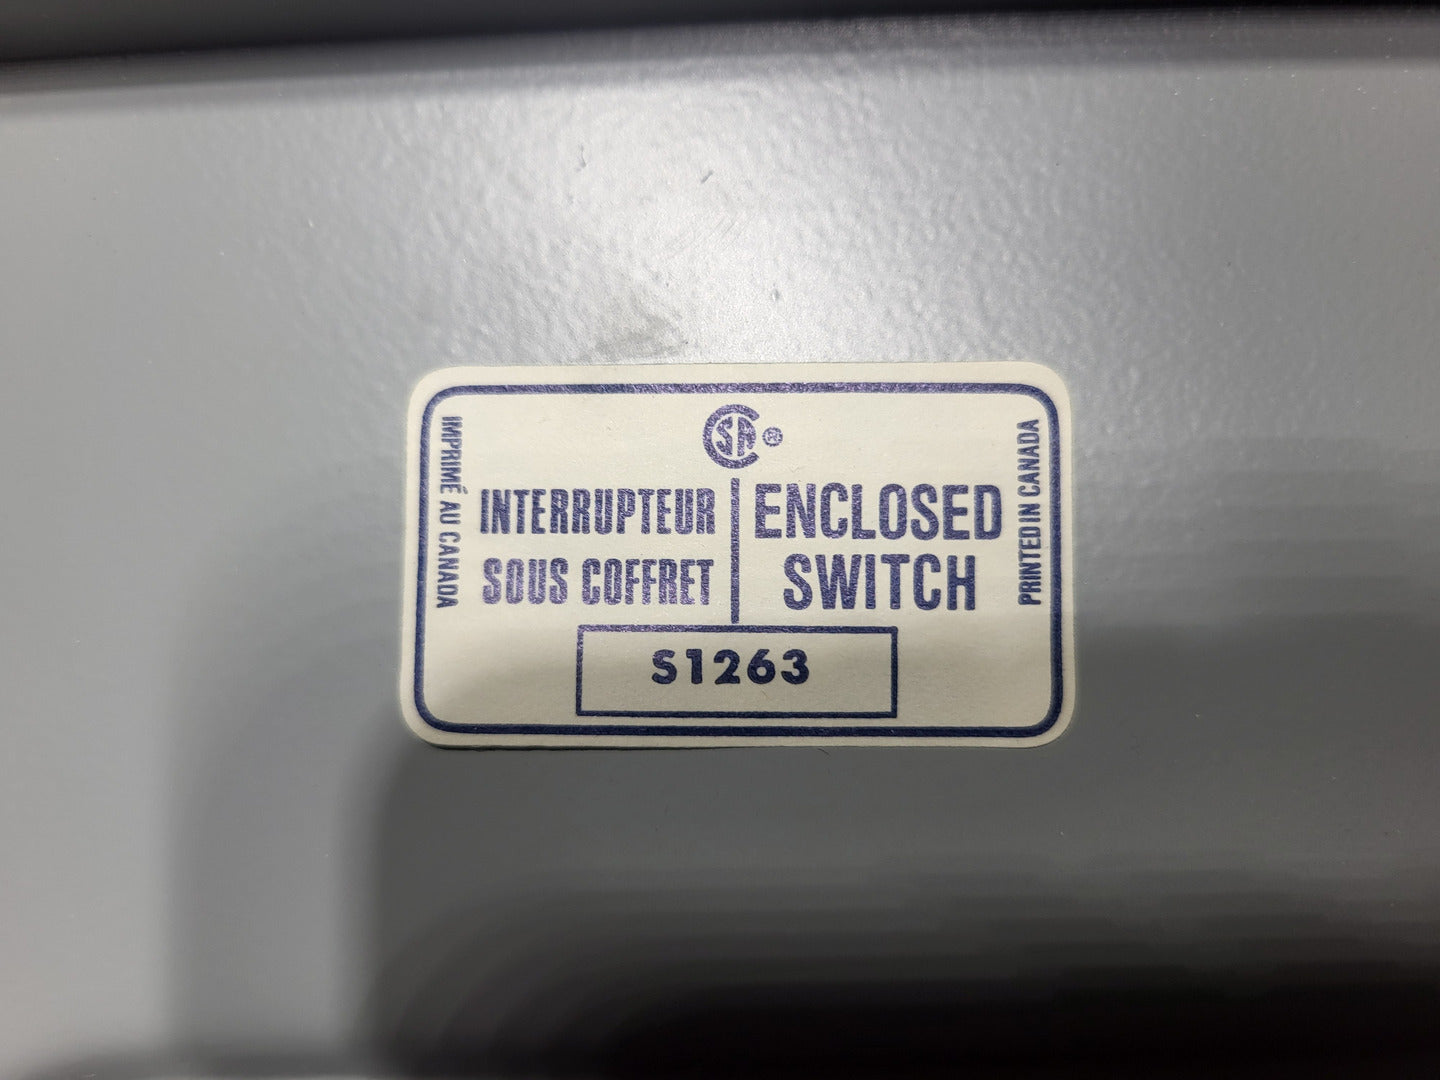 CSA ®
IMPRIMÉ AU CANADA
INTERRUPTEUR
SOUS COFFRET
ENCLOSED
SWITCH
PRINTED IN CANADA
S1263